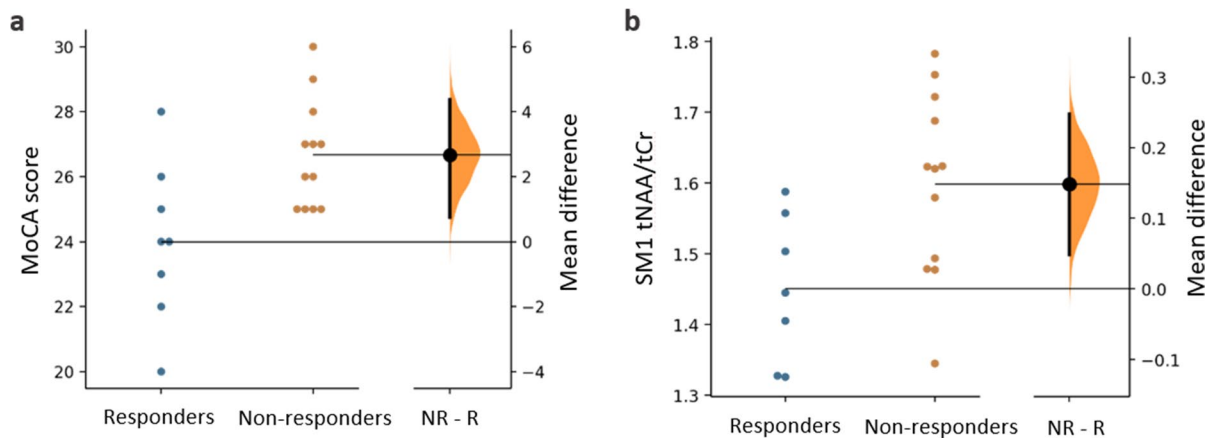 a
MoCA score
30
28
26
24
22
20
Mean difference
6
4
2
0
−2
−4
Responders
Non-responders
NR - R
b
SM1 tNAA/tCr
1.8
1.7
1.6
1.5
1.4
1.3
Mean difference
0.3
0.2
0.1
0.0
−0.1
Responders
Non-responders
NR - R